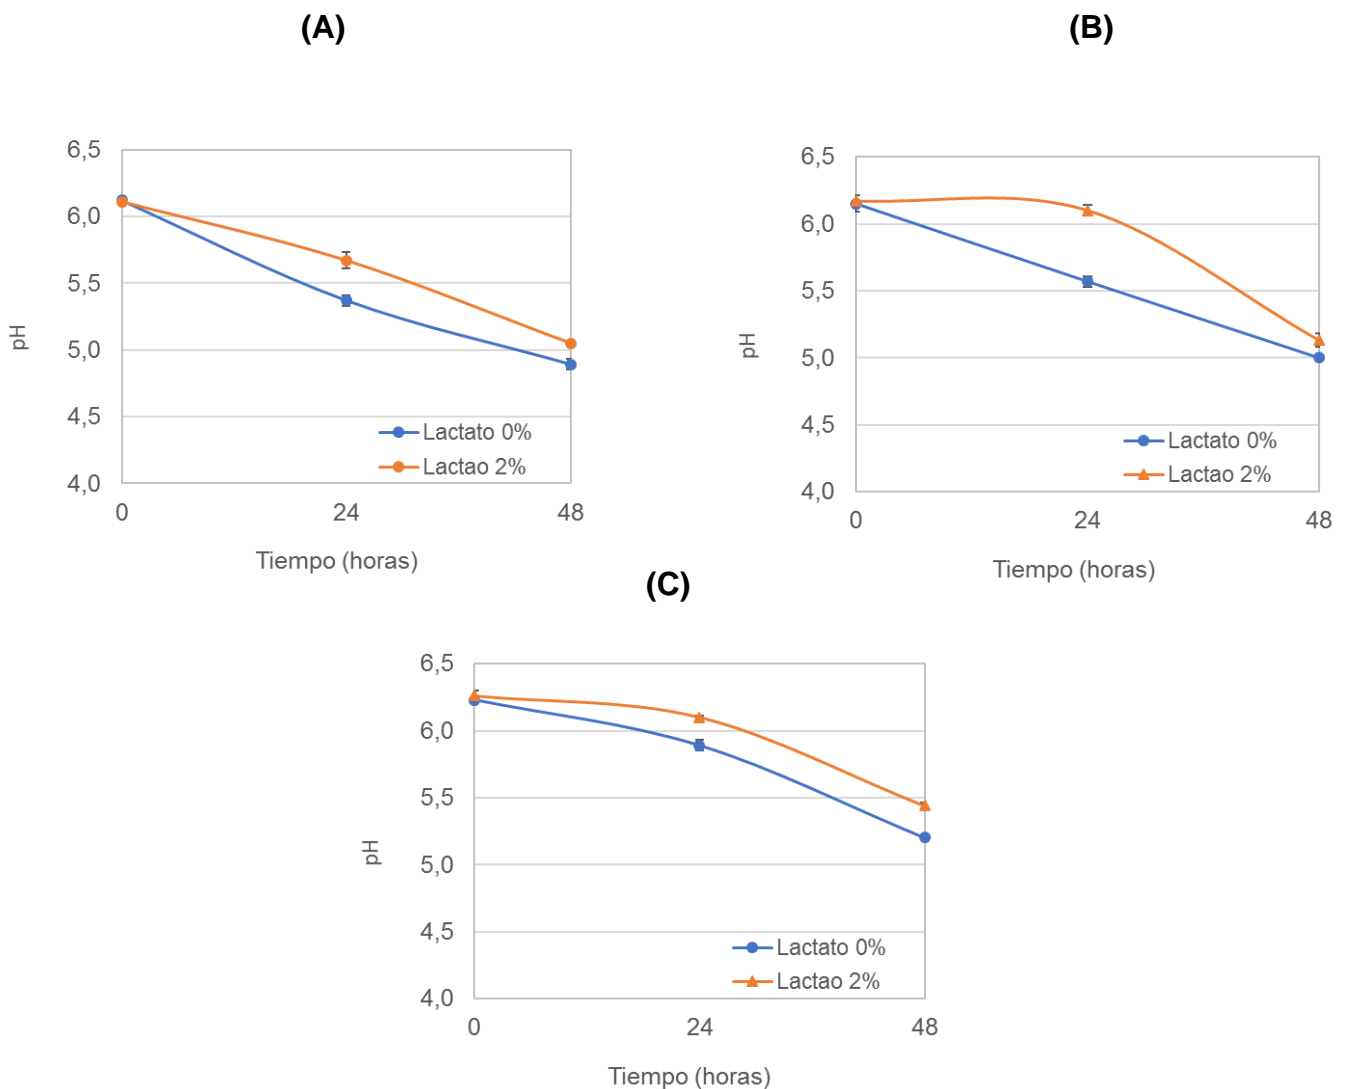 (A)
6,5
6,0
5,5
5,0
4,5
4,0
pH
Lactato 0%
Lactao 2%
0 24 48
Tiempo (horas)
(B)
6,5
6,0
5,5
5,0
4,5
4,0
pH
Lactato 0%
Lactao 2%
0 24 48
Tiempo (horas)
(C)
6,5
6,0
5,5
5,0
4,5
4,0
pH
Lactato 0%
Lactao 2%
0 24 48
Tiempo (horas)